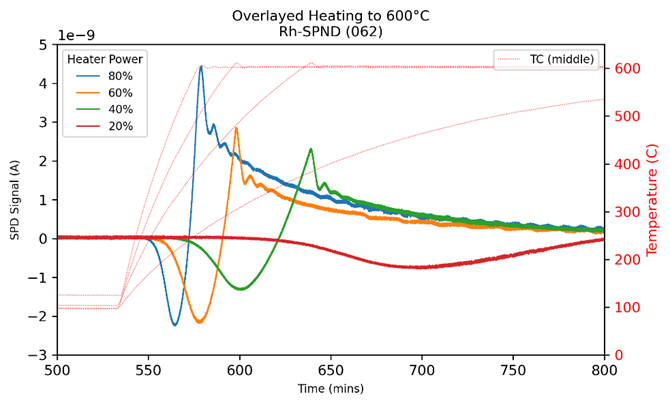 Overlayed Heating to 600°C
Rh-SPND (062)
1e−9
Heater Power
80%
60%
40%
20%
TC (middle)
5
4
3
2
1
0
−1
−2
−3
SPD Signal (A)
600
500
400
300
200
100
0
Temperature (C)
500 550 600 650 700 750 800
Time (mins)